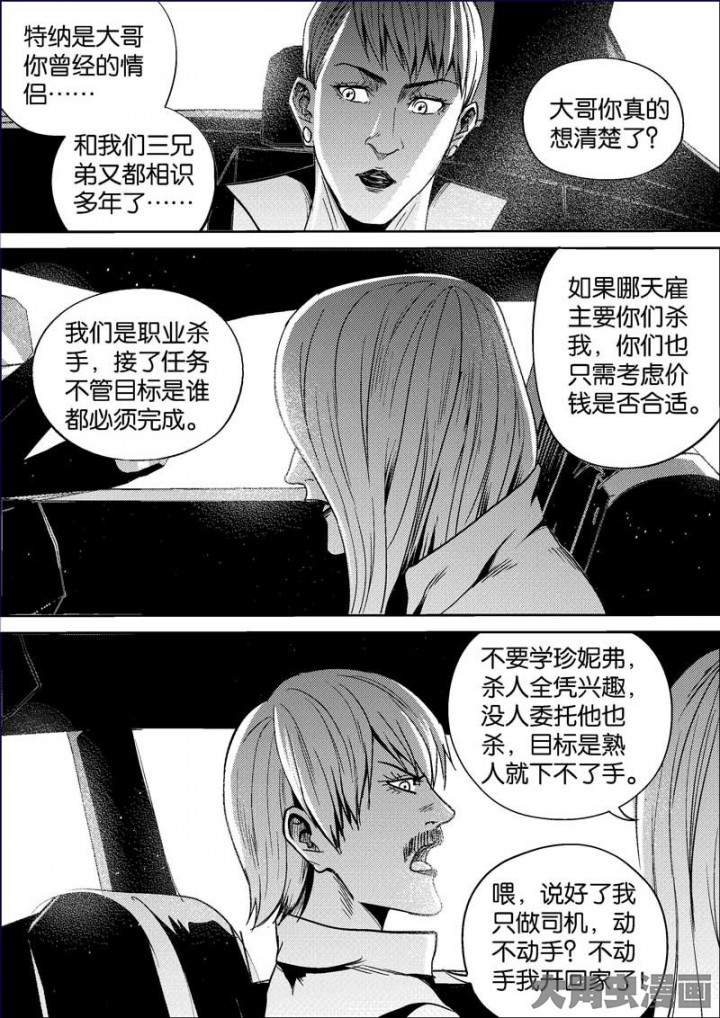 特纳是大哥
你曾经的情
侣……
和我们三兄
弟又都相识
多年了……
大哥你真的
想清楚了？
我们是职业杀
手，接了任务
不管目标是谁
都必须完成。
如果哪天雇
主要你们杀
我，你们也
只需考虑价
钱是否合适。
不要学珍妮弗，
杀人全凭兴趣，
没人委托他也
杀，目标是熟
人就下不了手。
喂，说好了我
只做司机，动
不动手？不动
手我开回家了！
大角虫漫画